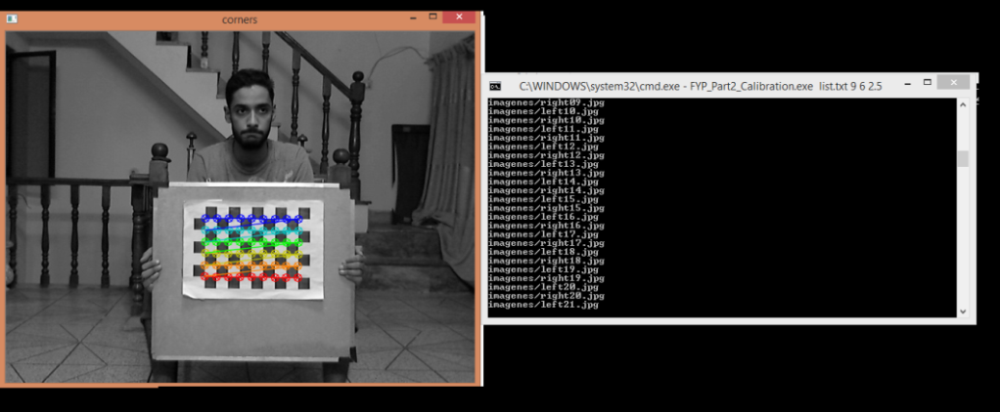 corners
C:\WINDOWS\system32\cmd.exe - FYP_Part2_Calibration.exe list.txt 9 6 2.5
imagenes/right09.jpg
imagenes/left10.jpg
imagenes/right10.jpg
imagenes/left11.jpg
imagenes/right11.jpg
imagenes/left12.jpg
imagenes/right12.jpg
imagenes/left13.jpg
imagenes/right13.jpg
imagenes/left14.jpg
imagenes/right14.jpg
imagenes/left15.jpg
imagenes/right15.jpg
imagenes/left16.jpg
imagenes/right16.jpg
imagenes/left17.jpg
imagenes/right17.jpg
imagenes/left18.jpg
imagenes/right18.jpg
imagenes/left19.jpg
imagenes/right19.jpg
imagenes/left20.jpg
imagenes/right20.jpg
imagenes/left21.jpg